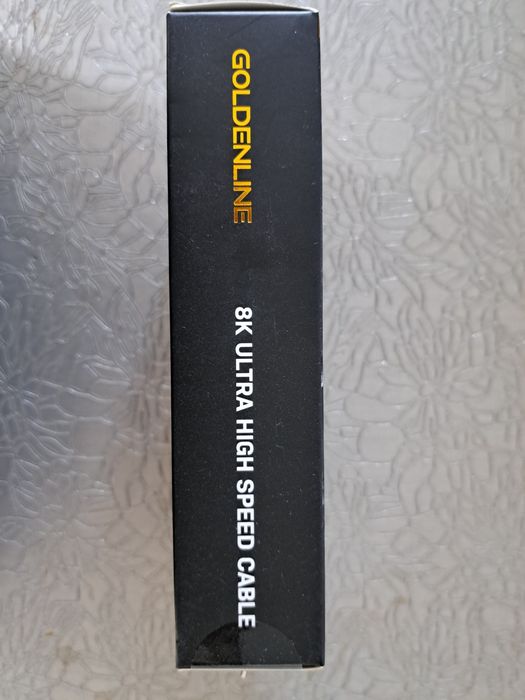 GOLDENLINE
8K ULTRA HIGH SPEED CABLE